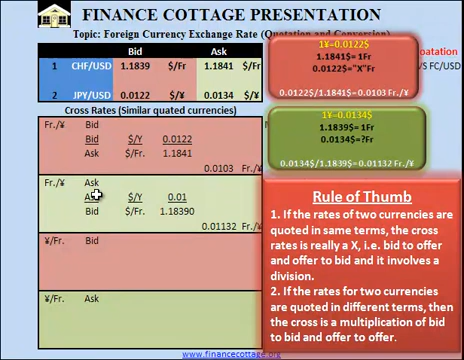 FINANCE COTTAGE PRESENTATION
Topic: Foreign Currency Exchange Rate (Quotation and
Bid Ask
1 CHF/USD 1.1839 $/Fr 1.1841 $/Fr
2 JPY/USD 0.0122 $/¥ 0.0134 $/¥
Cross Rates (Similar quoted currencies)
Fr./¥ Bid
Bid $/Y 0.0122
Ask $/Fr. 1.1841
0.0103 Fr./¥
Fr./¥ Ask
$/Y 0.01
Bid $/Fr. 1.18390
0.01132 Fr./¥
¥/Fr. Bid
¥/Fr. Ask
1¥=0.0122$
1.1841$= 1Fr
0.0122$="X"Fr
0.0122$/1.1841$=0.0103 Fr./¥
patation
/S FC/USD
1¥=0.0134$
1.1839$= 1Fr
0.0134$=?Fr
0.0134$/1.1839$=0.01132 Fr./¥
Rule of Thumb
1. If the rates of two currencies are
quoted in same terms, the cross
rates is really a X, i.e. bid to offer
and offer to bid and it involves a
division.
2. If the rates for two currencies
are quoted in different terms, then
the cross is a multiplication of bid
to bid and offer to offer.
www.financecottage.org